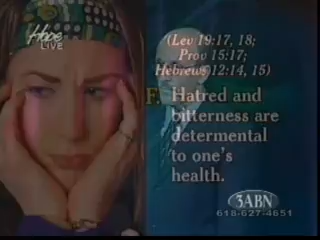 Hope
LIVE
(Lev 19:17, 18;
Prov 15:17;
Hebrews 12:14, 15)
F. Hatred and
bitterness are
determental
to one's
health.
3ABN
618-627-4651